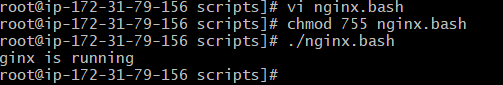 root@ip-172-31-79-156 scripts]# vi nginx.bash
root@ip-172-31-79-156 scripts]# chmod 755 nginx.bash
root@ip-172-31-79-156 scripts]# ./nginx.bash
ginx is running
root@ip-172-31-79-156 scripts]#